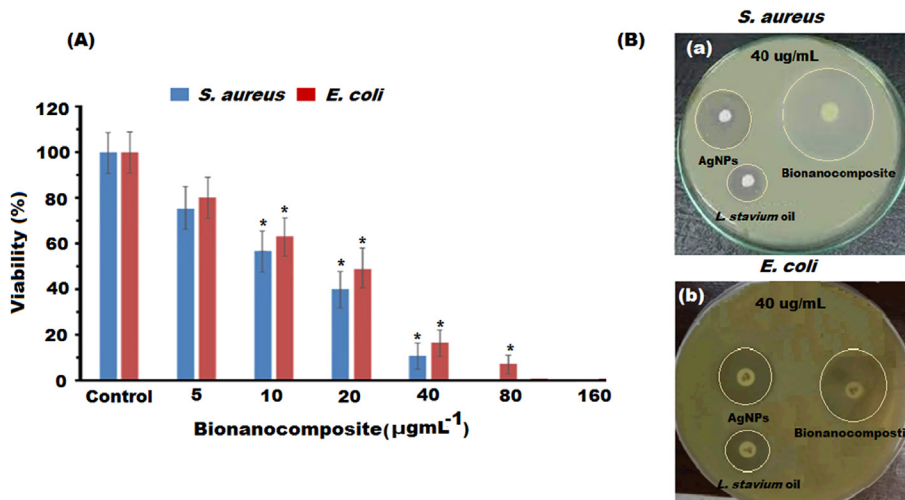 (A)
S. aureus E. coli
120
100
80
60
40
20
0
Viability (%)
* * * * * * *
Control 5 10 20 40 80 160
Bionanocomposite(µgmL-1)
(B)
S. aureus
(a)
40 ug/mL
AgNPs
Bionanocomposite
L. stavium oil
E. coli
(b)
40 ug/mL
AgNPs
Bionanocomposti
L. stavium oil